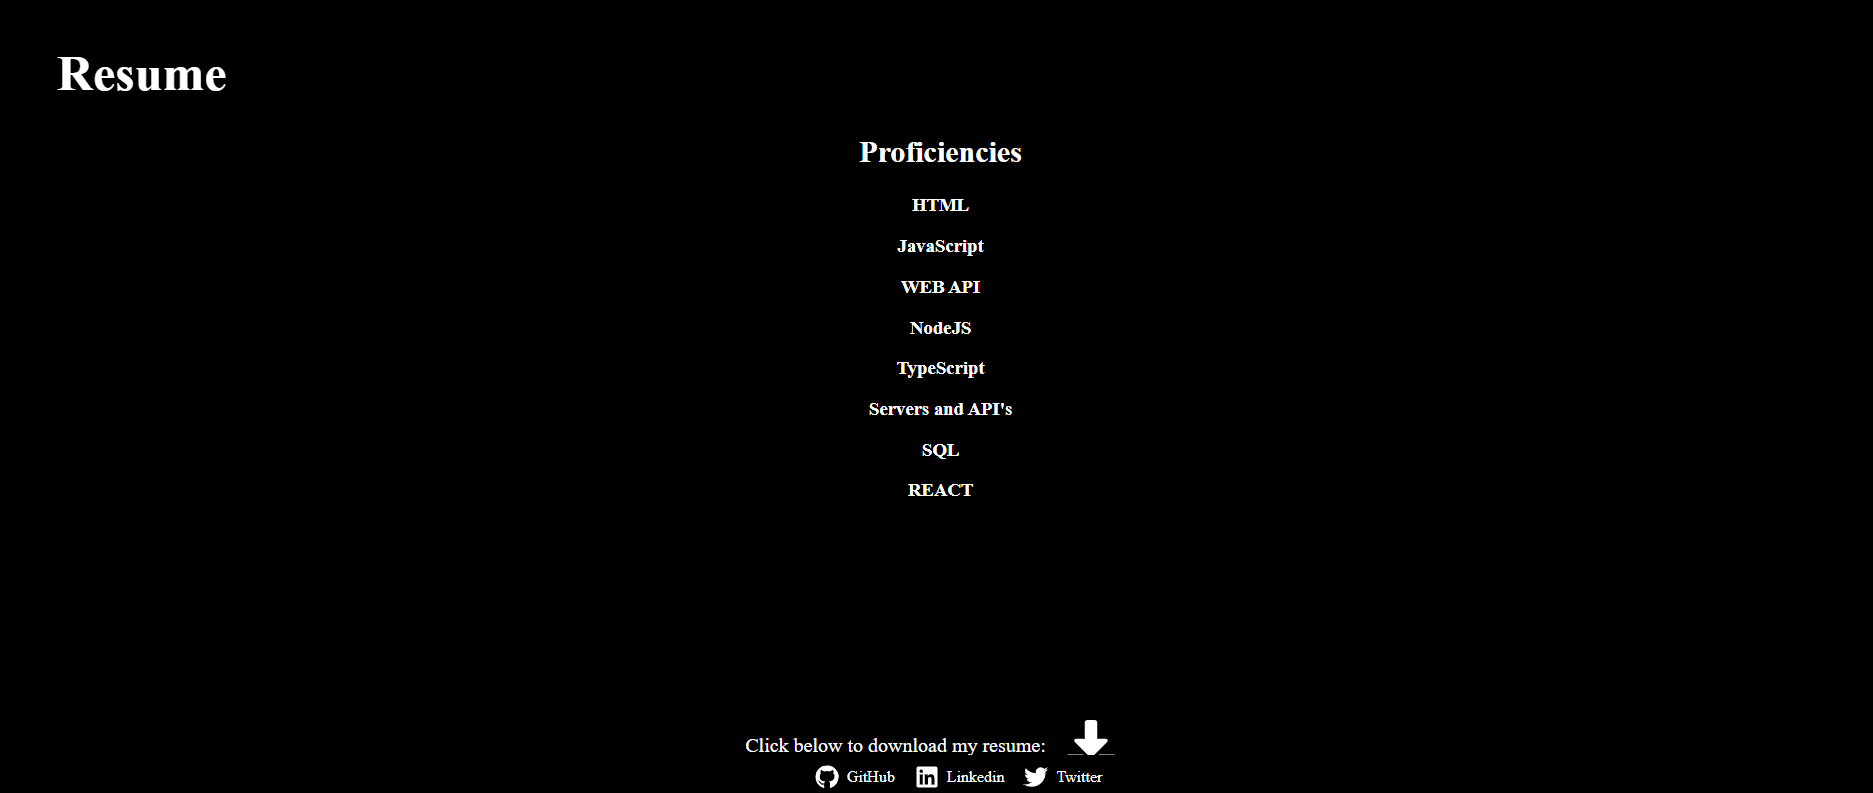 Resume
Proficiencies
HTML
JavaScript
WEB API
NodeJS
TypeScript
Servers and API's
SQL
REACT
Click below to download my resume:
GitHub Linkedin Twitter